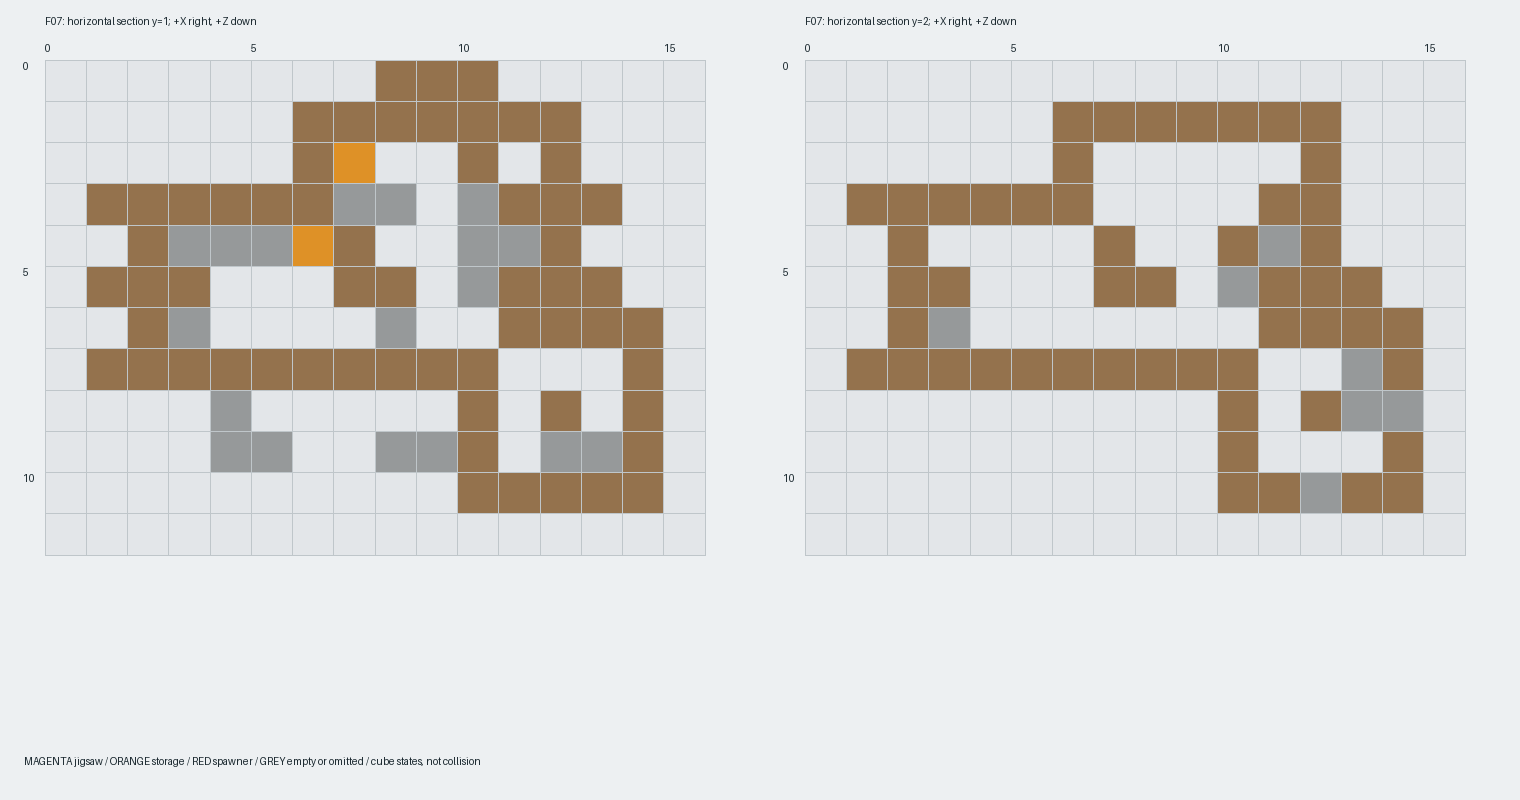 F07: horizontal section y=1; +X right, +Z down
F07: horizontal section y=2; +X right, +Z down
0 5 10 15
0 5 10 15
0
0
5
5
10
10
MAGENTA jigsaw / ORANGE storage / RED spawner / GREY empty or omitted / cube states, not collision